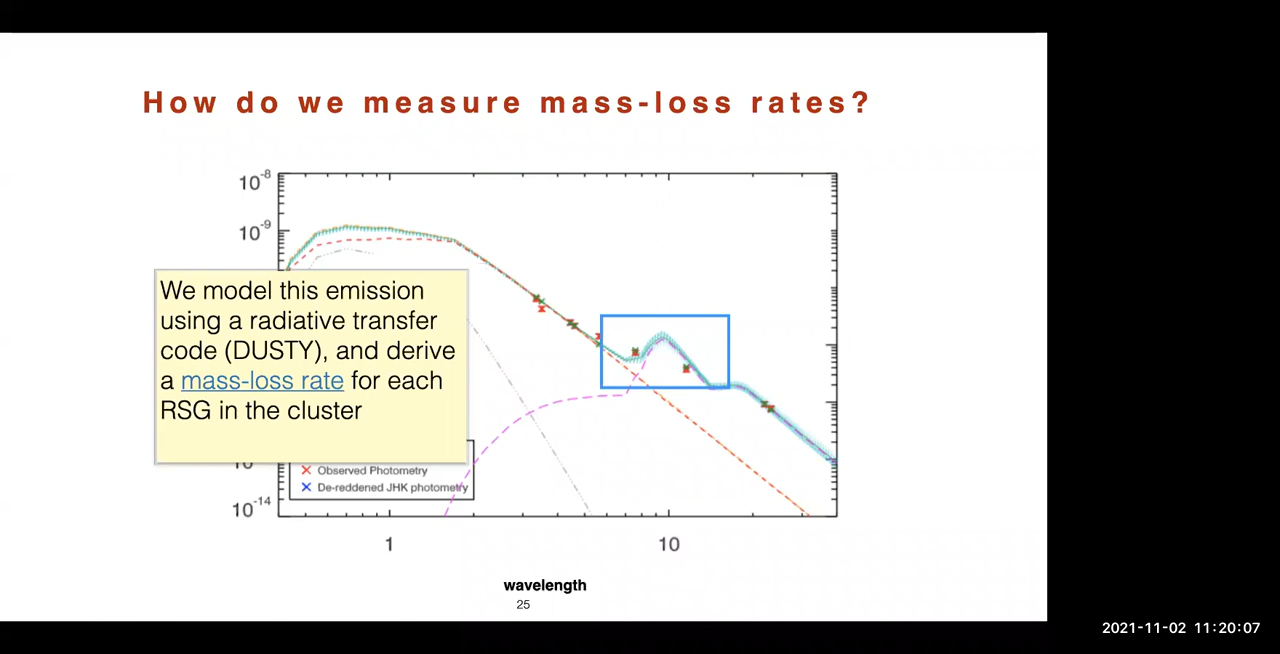 How do we measure mass-loss rates?
10-8
10-9
We model this emission
using a radiative transfer
code (DUSTY), and derive
a mass-loss rate for each
RSG in the cluster
10
Observed Photometry
De-reddened JHK photometry
10-14
1 10
wavelength
25
2021-11-02 11:20:07